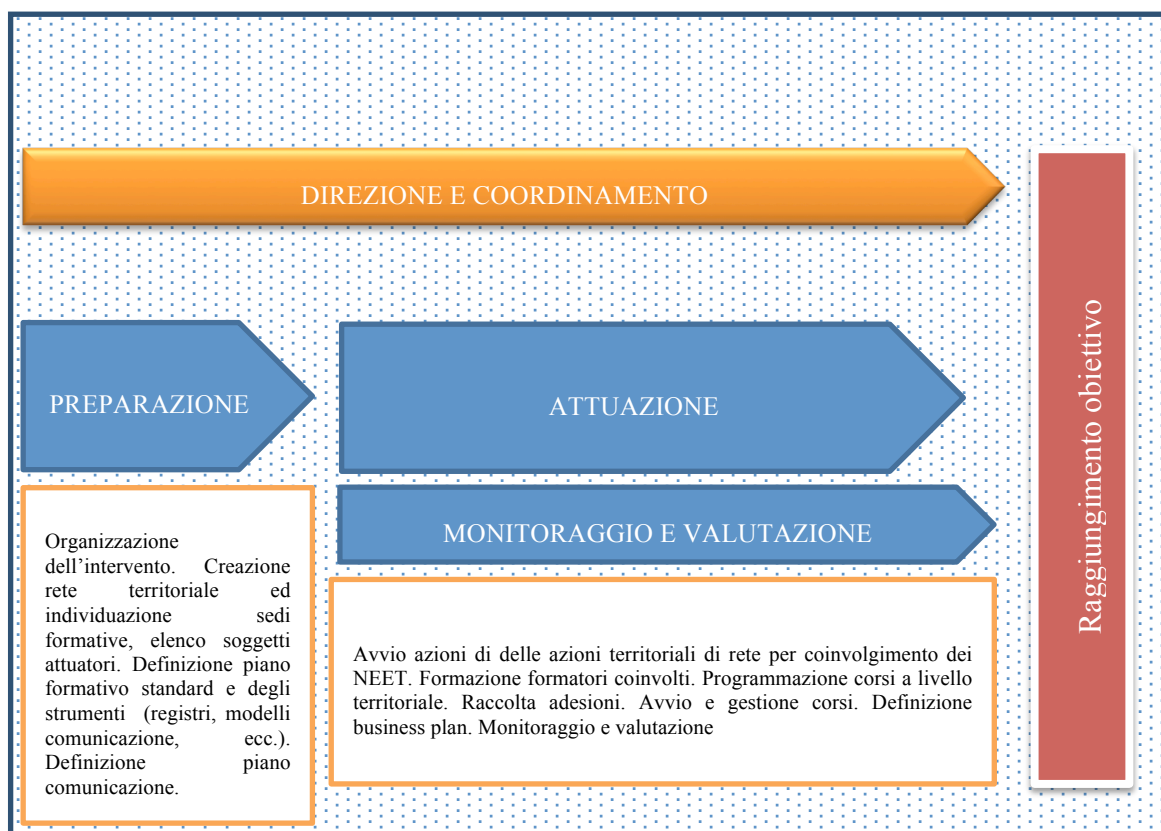 DIREZIONE E COORDINAMENTO
PREPARAZIONE
ATTUAZIONE
MONITORAGGIO E VALUTAZIONE
Organizzazione
dell’intervento. Creazione
rete territoriale ed
individuazione sedi
formative, elenco soggetti
attuatori. Definizione piano
formativo standard e degli
strumenti (registri, modelli
comunicazione, ecc.).
Definizione piano
comunicazione.
Avvio azioni di delle azioni territoriali di rete per coinvolgimento dei
NEET. Formazione formatori coinvolti. Programmazione corsi a livello
territoriale. Raccolta adesioni. Avvio e gestione corsi. Definizione
business plan. Monitoraggio e valutazione
Raggiungimento obiettivo